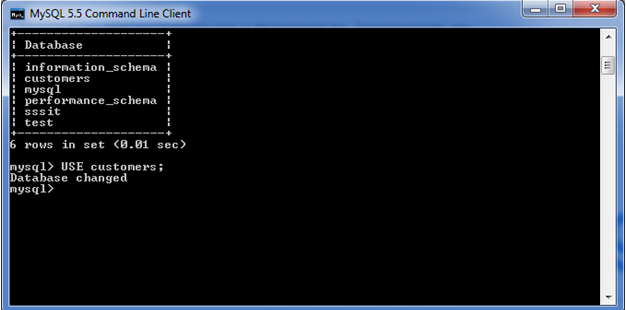 MySQL 5.5 Command Line Client
+--------------------+
| Database           |
+--------------------+
| information_schema |
| customers          |
| mysql              |
| performance_schema |
| sssit              |
| test               |
+--------------------+
6 rows in set (0.01 sec)
mysql> USE customers;
Database changed
mysql>